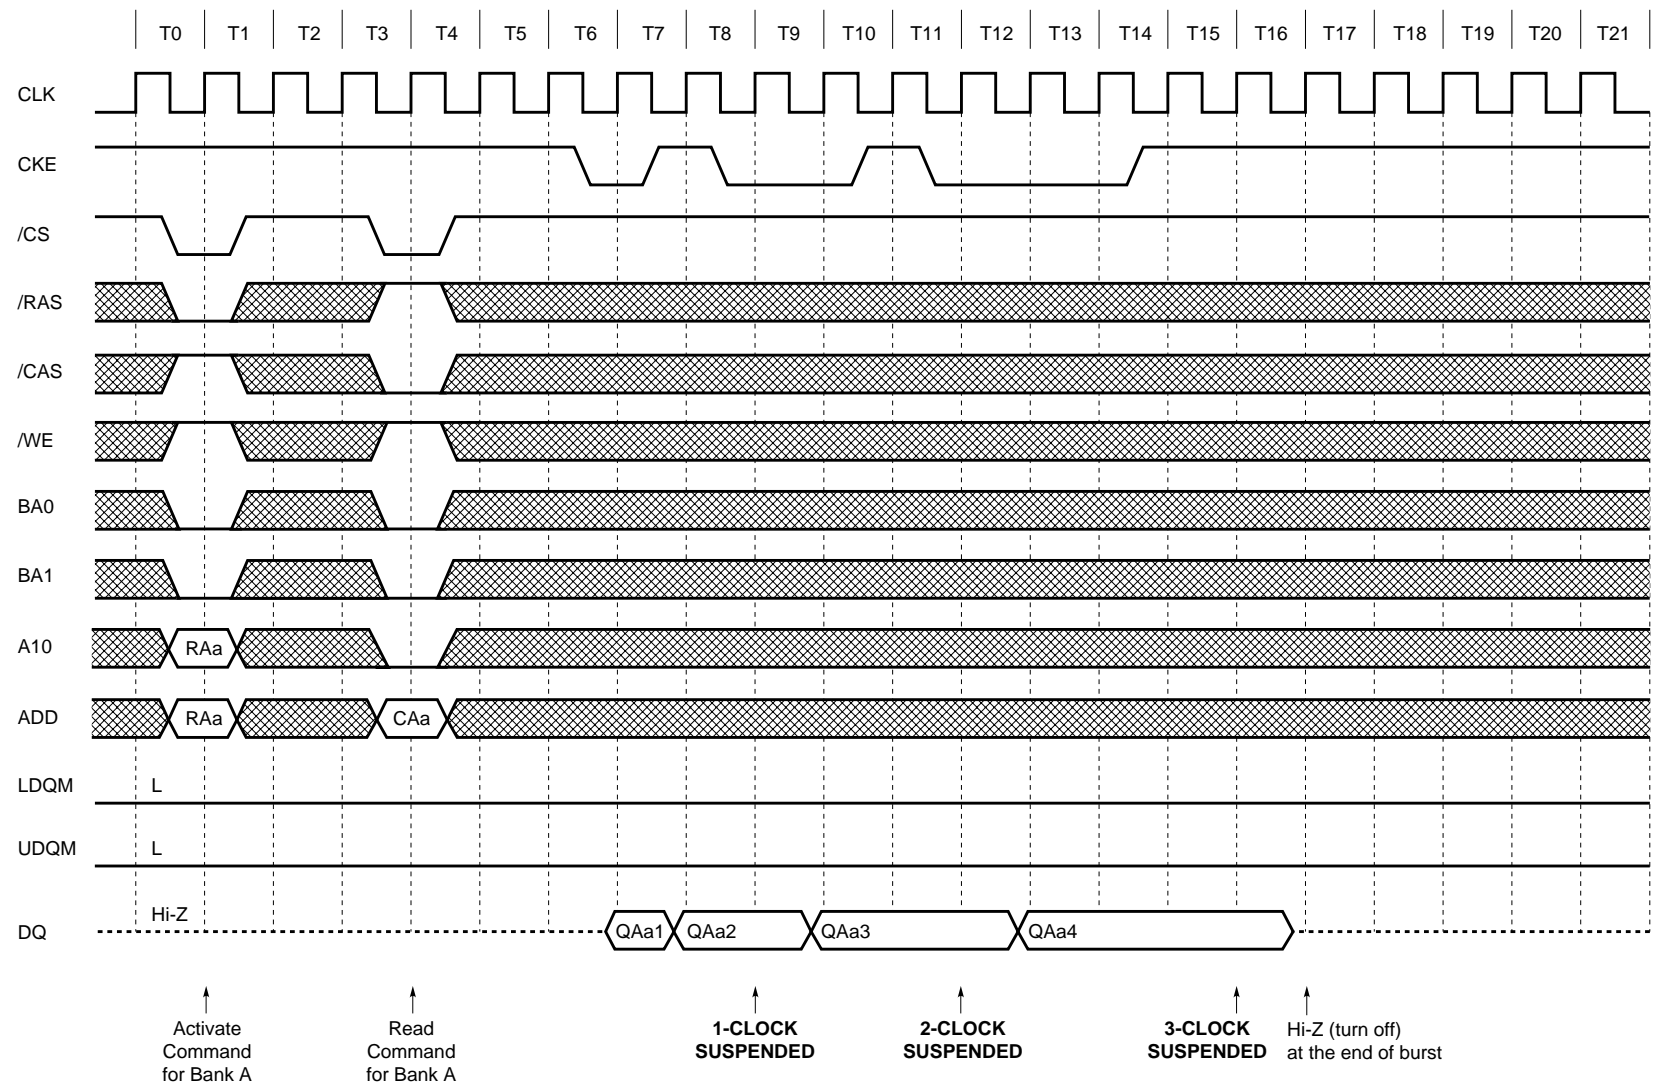 T0 T1 T2 T3 T4 T5 T6 T7 T8 T9 T10 T11 T12 T13 T14 T15 T16 T17 T18 T19 T20 T21
CLK
CKE
/CS
/RAS
/CAS
/WE
BA0
BA1
A10 RAa
ADD RAa CAa
LDQM L
UDQM L
DQ Hi-Z QAa1 QAa2 QAa3 QAa4
Activate
Command
for Bank A
Read
Command
for Bank A
1-CLOCK
SUSPENDED
2-CLOCK
SUSPENDED
3-CLOCK
SUSPENDED
Hi-Z (turn off)
at the end of burst